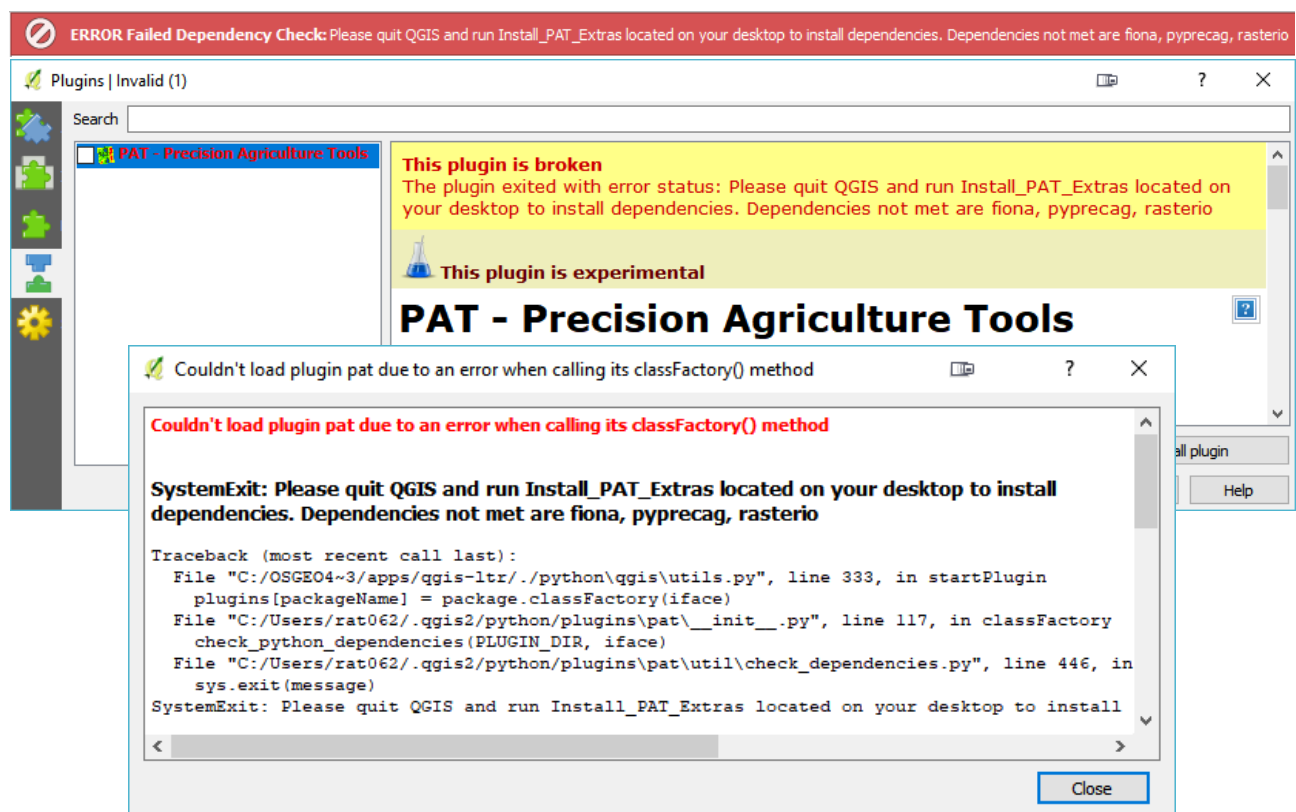 ERROR Failed Dependency Check: Please quit QGIS and run Install_PAT_Extras located on your desktop to install dependencies. Dependencies not met are fiona, pyprecag, rasterio
Plugins | Invalid (1)
?
Search
PAT - Precision Agriculture Tools
This plugin is broken
The plugin exited with error status: Please quit QGIS and run Install_PAT_Extras located on
your desktop to install dependencies. Dependencies not met are fiona, pyprecag, rasterio
This plugin is experimental
PAT - Precision Agriculture Tools
?
Couldn't load plugin pat due to an error when calling its classFactory() method
?
Couldn't load plugin pat due to an error when calling its classFactory() method
SystemExit: Please quit QGIS and run Install_PAT_Extras located on your desktop to install
dependencies. Dependencies not met are fiona, pyprecag, rasterio
Traceback (most recent call last):
File "C:/OSGEO4~3/apps/qgis-ltr/./python\qgis\utils.py", line 333, in startPlugin
plugins[packageName] = package.classFactory(iface)
File "C:/Users/rat062/.qgis2/python/plugins\pat\__init__.py", line 117, in classFactory
check_python_dependencies(PLUGIN_DIR, iface)
File "C:/Users/rat062/.qgis2/python/plugins\pat\util\check_dependencies.py", line 446, in
sys.exit(message)
SystemExit: Please quit QGIS and run Install_PAT_Extras located on your desktop to install
all plugin
Help
Close